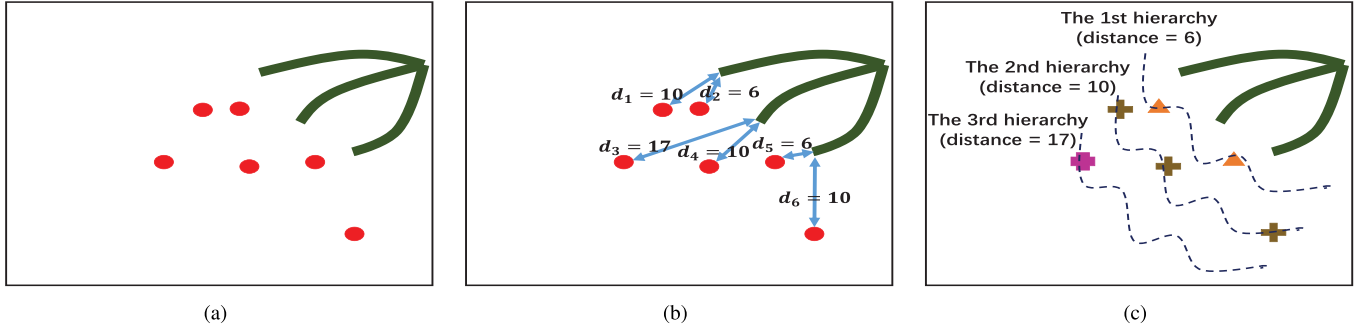 d₁ = 10
d₂ = 6
d₃ = 17
d₄ = 10
d₅ = 6
d₆ = 10
The 1st hierarchy
(distance = 6)
The 2nd hierarchy
(distance = 10)
The 3rd hierarchy
(distance = 17)
(a)
(b)
(c)